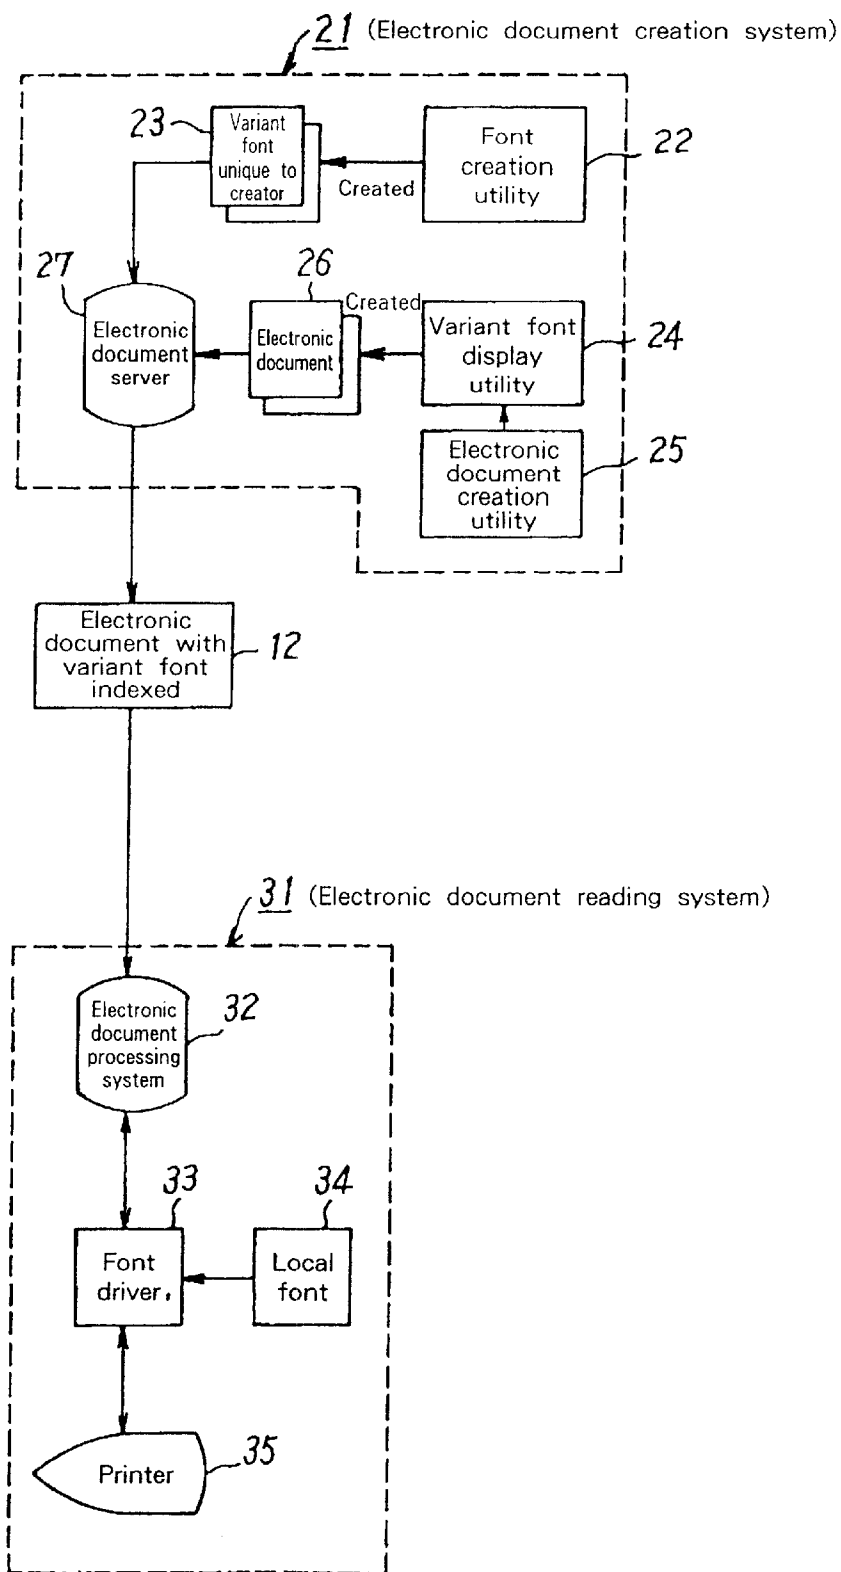 21 (Electronic document creation system)
23
Variant
font
unique to
creator
Created
Font
creation
utility
22
27
Electronic
document
server
26
Electronic
document
Created
Variant font
display
utility
24
Electronic
document
creation
utility
25
Electronic
document with
variant font
indexed
12
31 (Electronic document reading system)
Electronic
document
processing
system
32
33
Font
driver.
34
Local
font
Printer
35